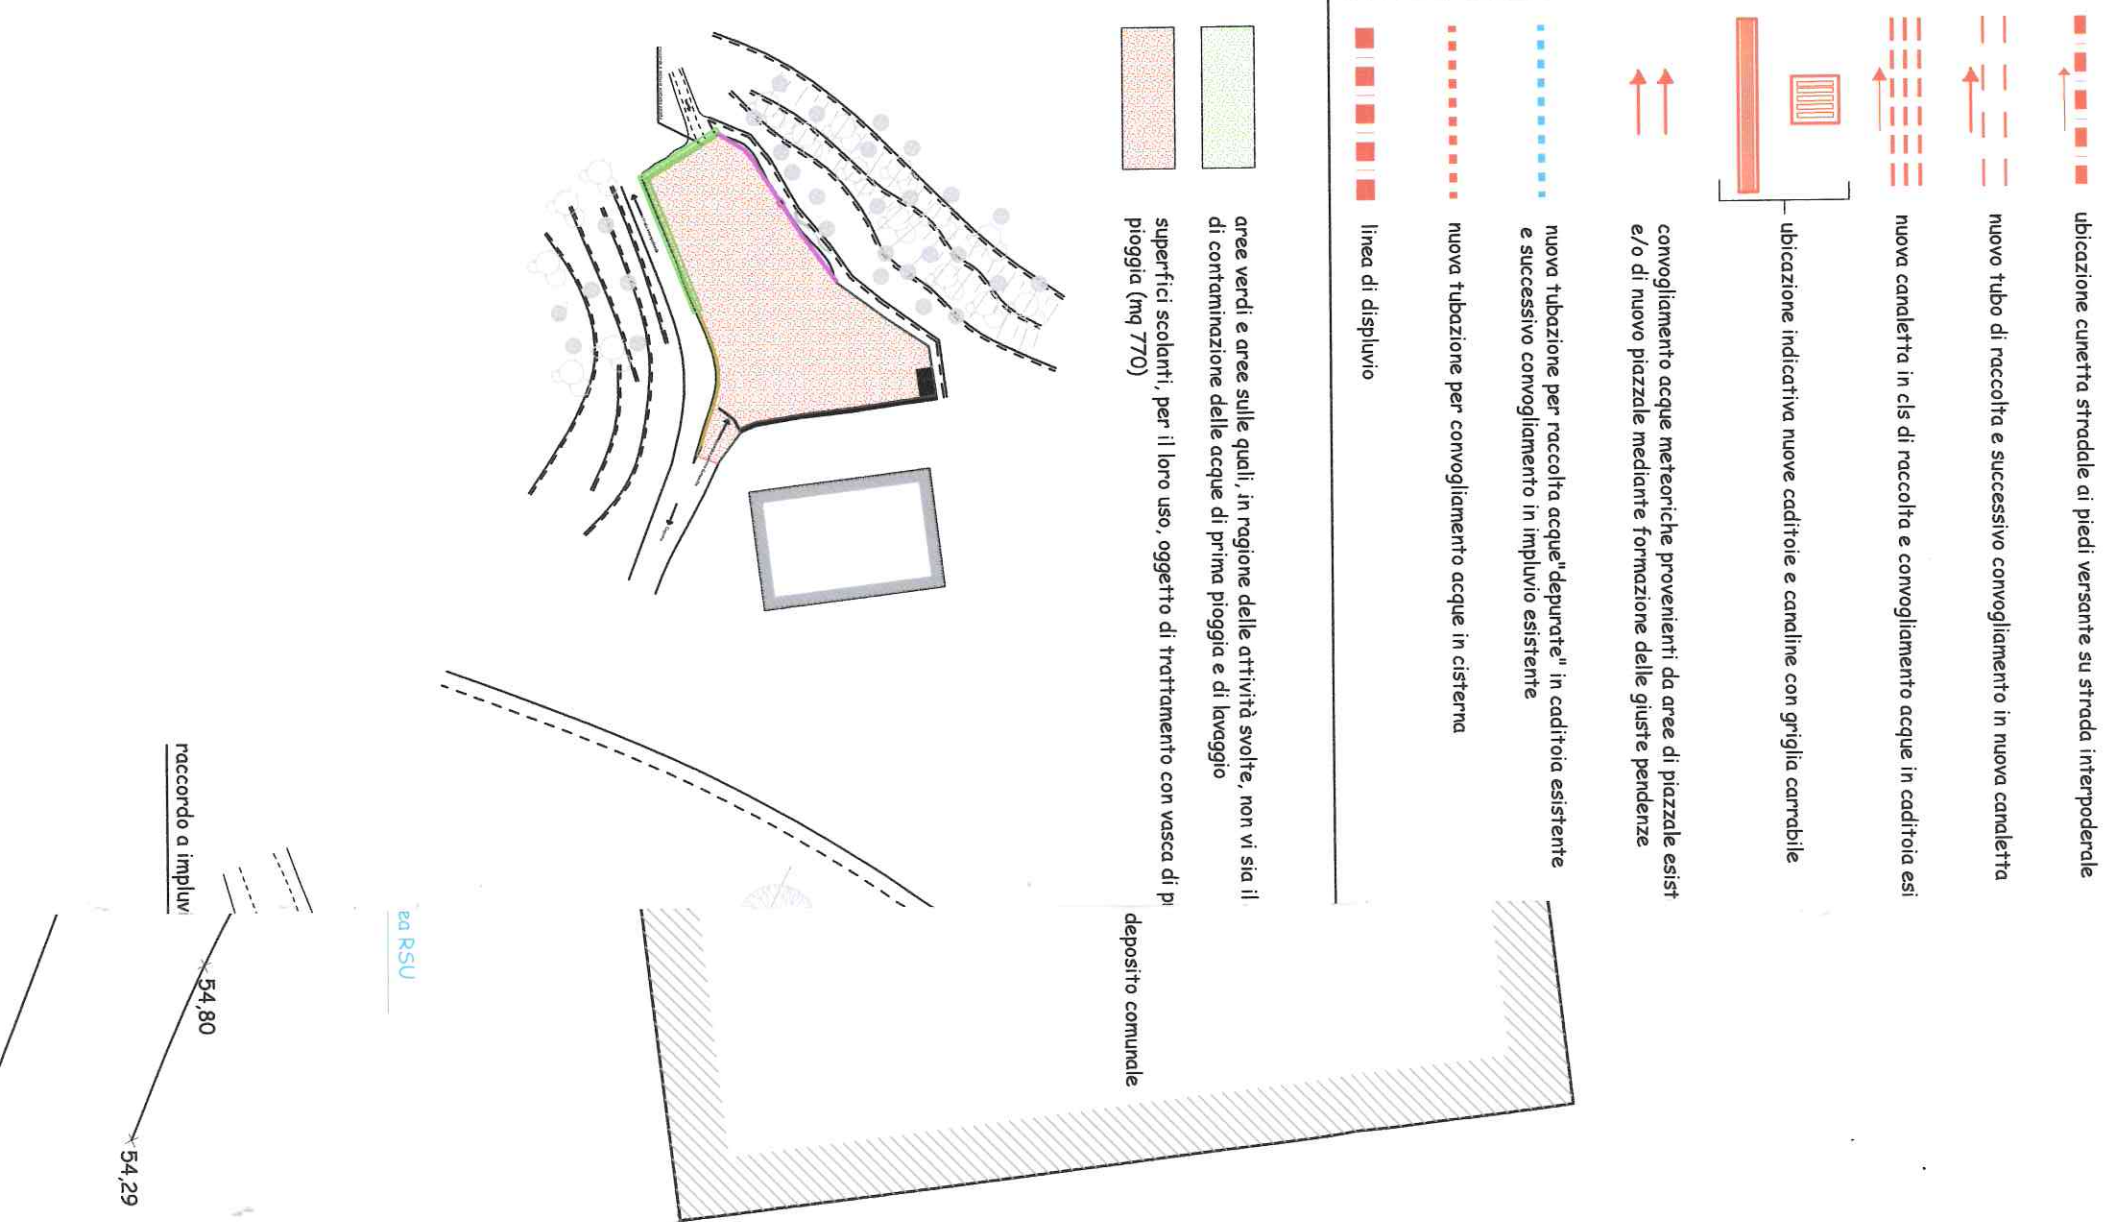 ubicazione cunetta stradale ai piedi versante su strada interpoderale
nuovo tubo di raccolta e successivo convogliamento in nuova canaletta
nuova canaletta in cls di raccolta e convogliamento acque in caditoia esi
ubicazione indicativa nuove caditoie e canaline con griglia carrabile
convogliamento acque meteoriche provenienti da aree di piazzale esist
e/o di nuovo piazzale mediante formazione delle giuste pendenze
nuova tubazione per raccolta acque"depurate" in caditoia esistente
e successivo convogliamento in impluvio esistente
nuova tubazione per convogliamento acque in cisterna
linea di displuvio
aree verdi e aree sulle quali, in ragione delle attività svolte, non vi sia il
di contaminazione delle acque di prima pioggia e di lavaggio
superfici scolanti, per il loro uso, oggetto di trattamento con vasca di p
pioggia (mq 770)
deposito comunale
ea RSU
raccordo a impluvi
54,80
54,29